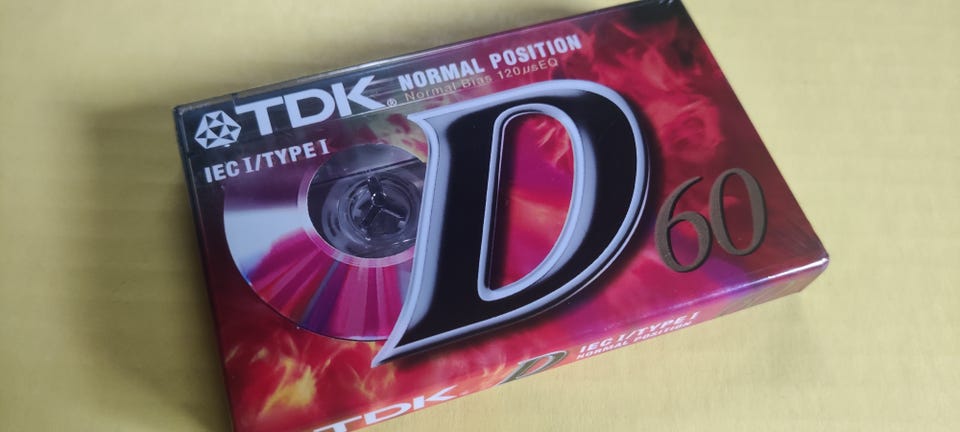 TDK® NORMAL POSITION
Normal Bias 120μsEQ
IEC I/TYPE I
D 60
TDK. D IEC I/TYPE I
NORMAL POSITION